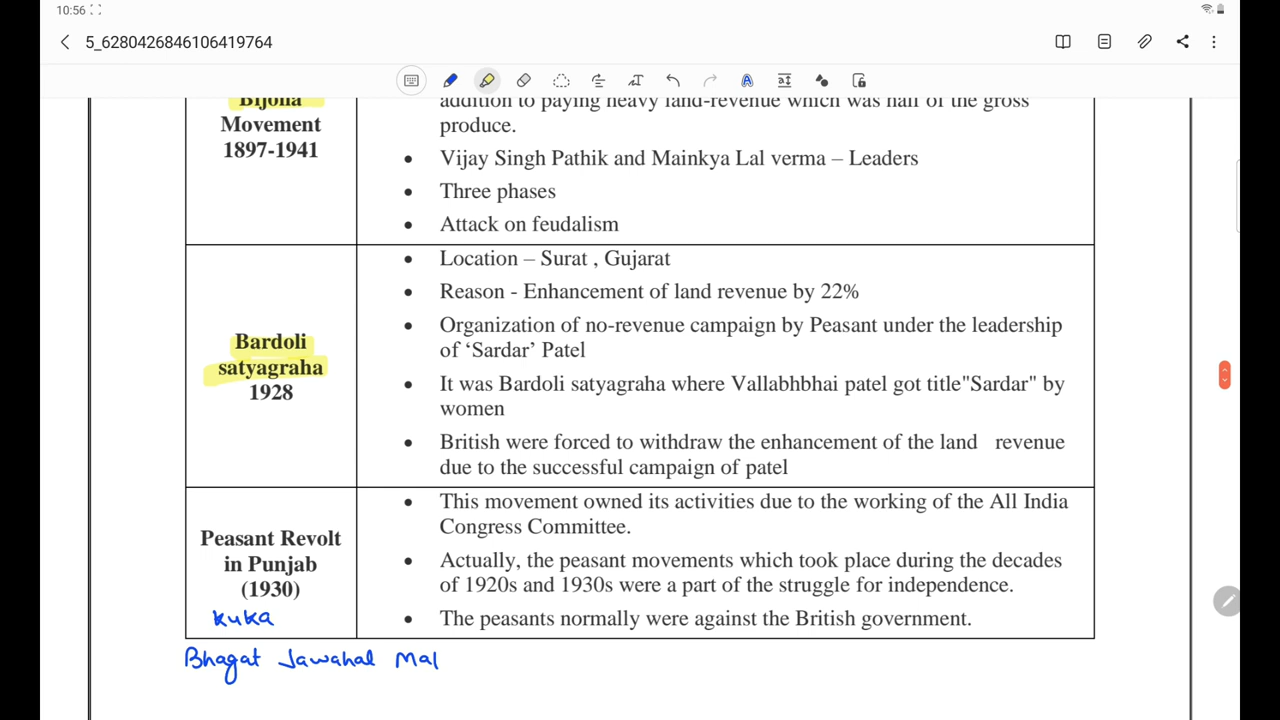 10:56
5_6280426846106419764
Bijolia
Movement
1897-1941
addition to paying heavy land-revenue which was half of the gross
produce.
• Vijay Singh Pathik and Mainkya Lal verma – Leaders
• Three phases
• Attack on feudalism
Bardoli
satyagraha
1928
• Location – Surat , Gujarat
• Reason - Enhancement of land revenue by 22%
• Organization of no-revenue campaign by Peasant under the leadership
of ‘Sardar’ Patel
• It was Bardoli satyagraha where Vallabhbhai patel got title"Sardar" by
women
• British were forced to withdraw the enhancement of the land revenue
due to the successful campaign of patel
Peasant Revolt
in Punjab
(1930)
Kuka
• This movement owned its activities due to the working of the All India
Congress Committee.
• Actually, the peasant movements which took place during the decades
of 1920s and 1930s were a part of the struggle for independence.
• The peasants normally were against the British government.
Bhagat Jawahal Mal